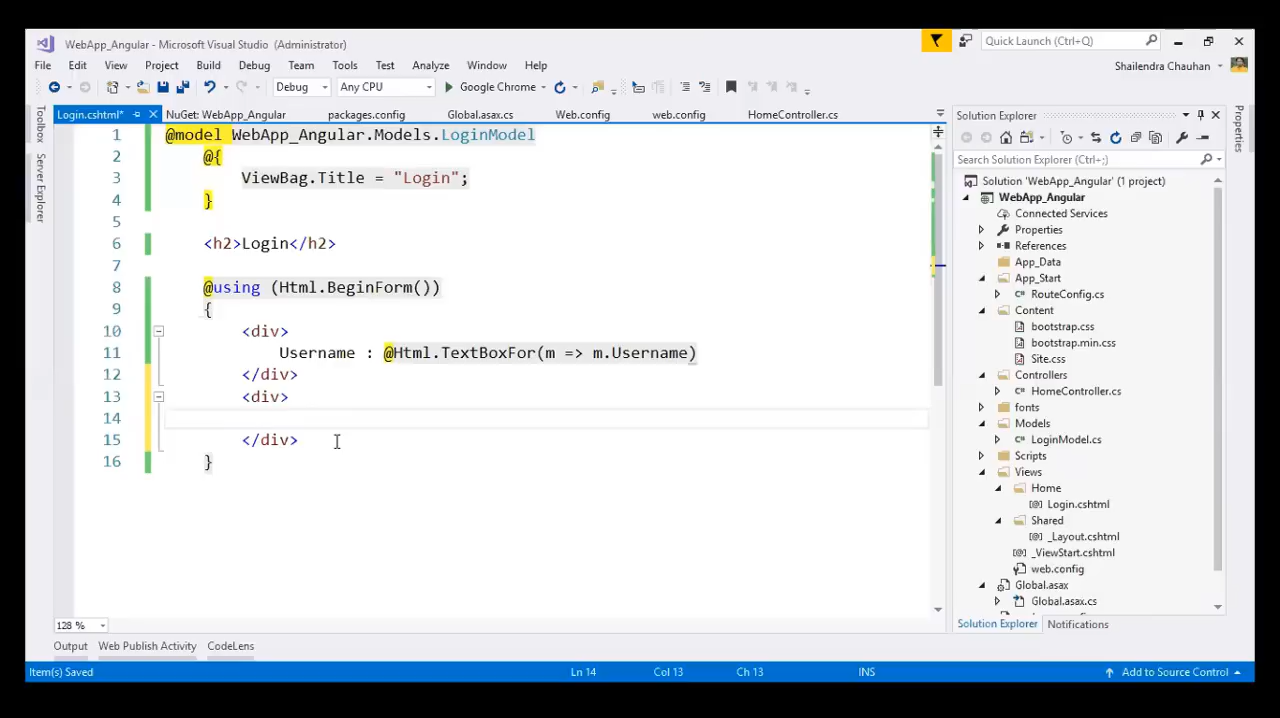 WebApp_Angular - Microsoft Visual Studio (Administrator)
Quick Launch (Ctrl+Q)
File Edit View Project Build Debug Team Tools Test Analyze Window Help
Shailendra Chauhan
Debug Any CPU Google Chrome
Toolbox
Server Explorer
Login.cshtml* NuGet: WebApp_Angular packages.config Global.asax.cs Web.config web.config HomeController.cs
1 @model WebApp_Angular.Models.LoginModel
2 @{
3 ViewBag.Title = "Login";
4 }
5
6 <h2>Login</h2>
7
8 @using (Html.BeginForm())
9 {
10 <div>
11 Username : @Html.TextBoxFor(m => m.Username)
12 </div>
13 <div>
14
15 </div>
16 }
128 %
Output Web Publish Activity CodeLens
Solution Explorer
Search Solution Explorer (Ctrl+;)
Solution 'WebApp_Angular' (1 project)
WebApp_Angular
Connected Services
Properties
References
App_Data
App_Start
RouteConfig.cs
Content
bootstrap.css
bootstrap.min.css
Site.css
Controllers
HomeController.cs
fonts
Models
LoginModel.cs
Scripts
Views
Home
Login.cshtml
Shared
_Layout.cshtml
_ViewStart.cshtml
web.config
Global.asax
Global.asax.cs
Solution Explorer Notifications
Properties
Item(s) Saved Ln 14 Col 13 Ch 13 INS Add to Source Control